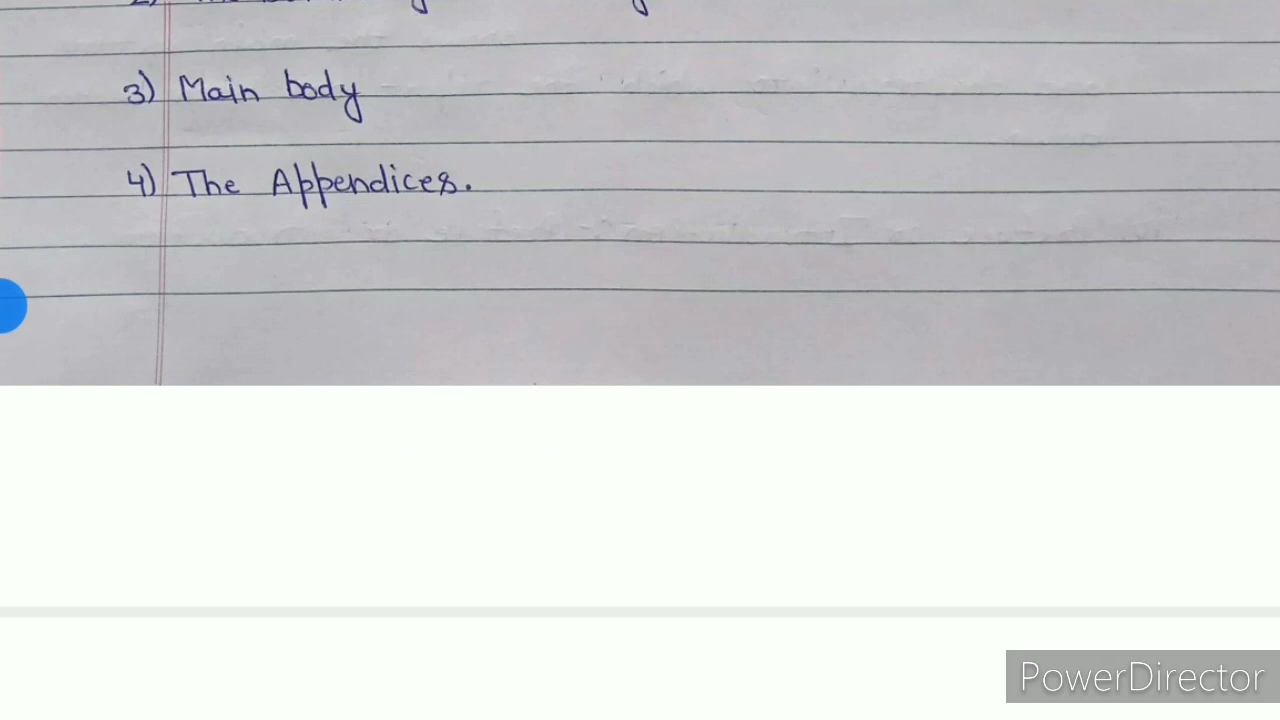 3) Main body
4) The Appendices.
PowerDirector